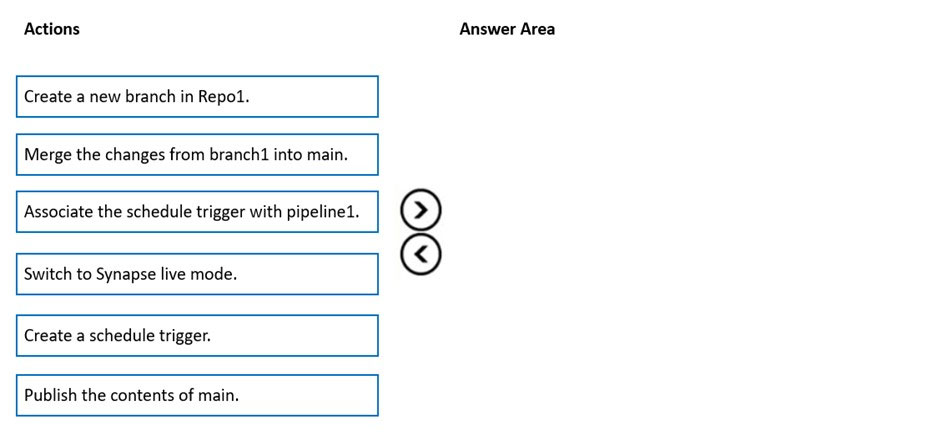 Actions
Answer Area
Create a new branch in Repo1.
Merge the changes from branch1 into main.
Associate the schedule trigger with pipeline1.
Switch to Synapse live mode.
Create a schedule trigger.
Publish the contents of main.